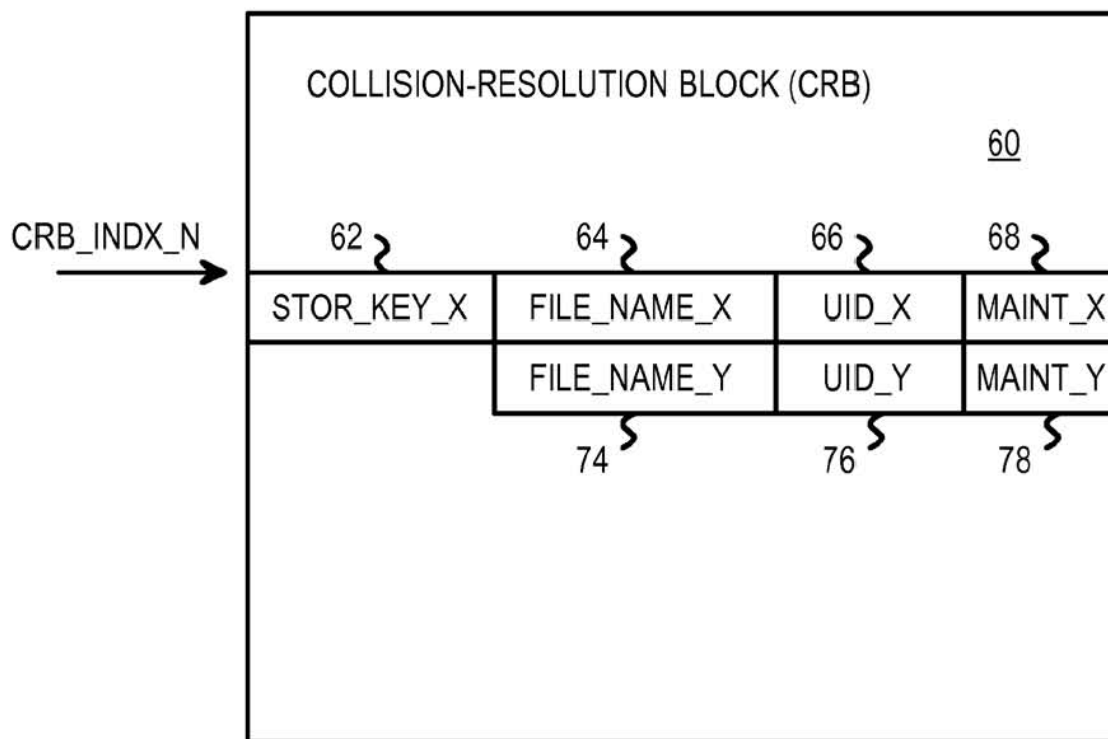 COLLISION-RESOLUTION BLOCK (CRB)
60
CRB_INDX_N
62 64 66 68
STOR_KEY_X FILE_NAME_X UID_X MAINT_X
FILE_NAME_Y UID_Y MAINT_Y
74 76 78